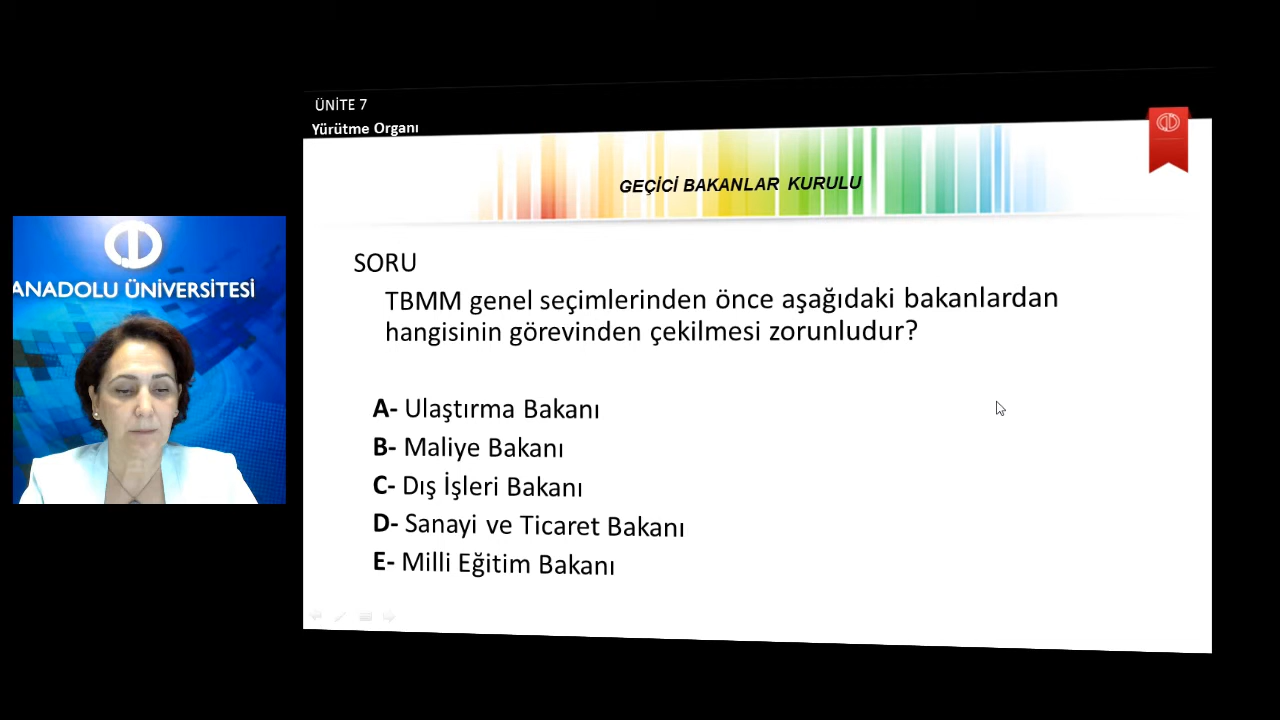 ÜNİTE 7
Yürütme Organı
GEÇİCİ BAKANLAR KURULU
ANADOLU ÜNİVERSİTESİ
SORU
TBMM genel seçimlerinden önce aşağıdaki bakanlardan
hangisinin görevinden çekilmesi zorunludur?
A- Ulaştırma Bakanı
B- Maliye Bakanı
C- Dış İşleri Bakanı
D- Sanayi ve Ticaret Bakanı
E- Milli Eğitim Bakanı